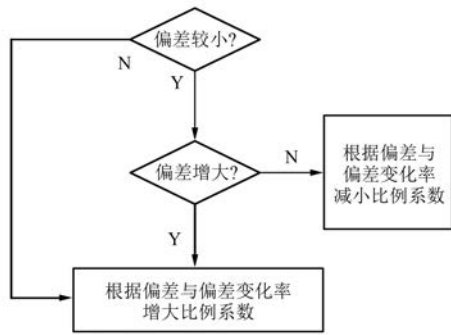 偏差较小?
N
Y
偏差增大?
N
根据偏差与
偏差变化率
减小比例系数
Y
根据偏差与偏差变化率
增大比例系数